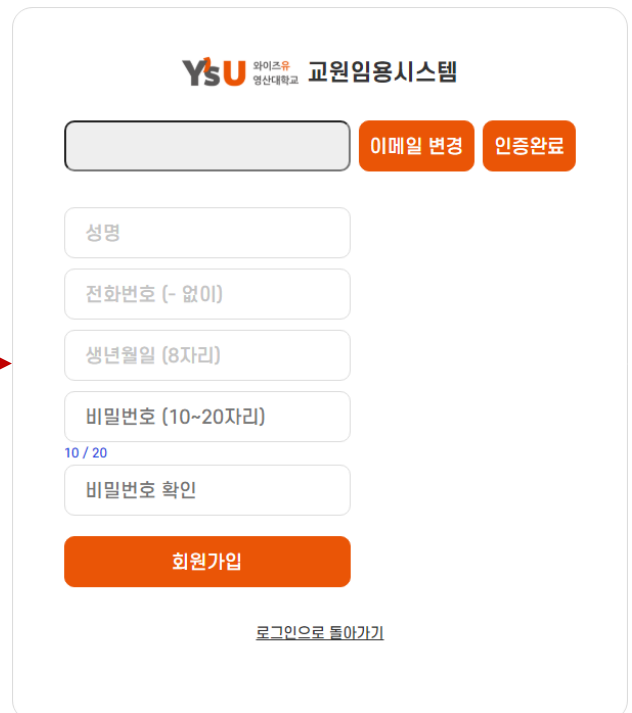 YsU 와이즈유 영산대학교 교원임용시스템
이메일 변경 인증완료
성명
전화번호 (- 없이)
생년월일 (8자리)
비밀번호 (10~20자리)
10 / 20
비밀번호 확인
회원가입
로그인으로 돌아가기